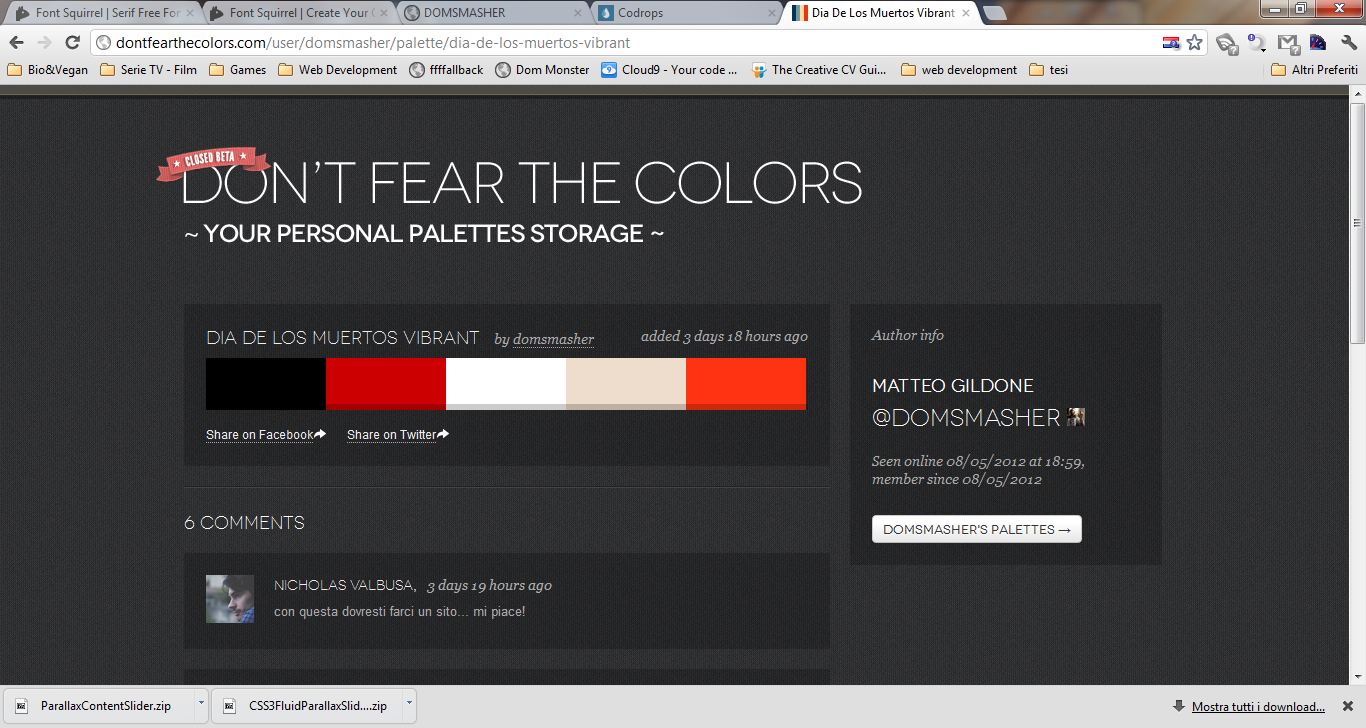 Font Squirrel | Serif Free For
Font Squirrel | Create Your
DOMSMASHER
Codrops
Dia De Los Muertos Vibrant
dontfearthecolors.com/user/domsmasher/palette/dia-de-los-muertos-vibrant
Bio&Vegan
Serie TV - Film
Games
Web Development
ffffallback
Dom Monster
Cloud9 - Your code ...
The Creative CV Gui...
web development
tesi
Altri Preferiti
CLOSED BETA
DON'T FEAR THE COLORS
~ YOUR PERSONAL PALETTES STORAGE ~
DIA DE LOS MUERTOS VIBRANT by domsmasher added 3 days 18 hours ago
Share on Facebook
Share on Twitter
Author info
MATTEO GILDONE
@DOMSMASHER
Seen online 08/05/2012 at 18:59,
member since 08/05/2012
DOMSMASHER'S PALETTES →
6 COMMENTS
NICHOLAS VALBUSA, 3 days 19 hours ago
con questa dovresti farci un sito... mi piace!
ParallaxContentSlider.zip
CSS3FluidParallaxSlid....zip
Mostra tutti i download...